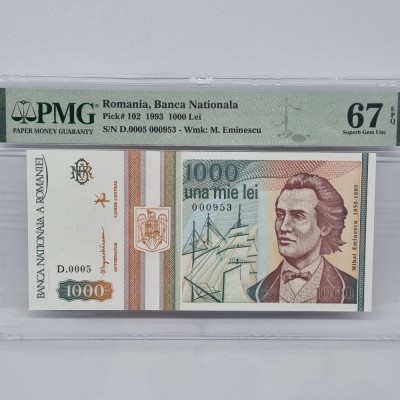 PMG
PAPER MONEY GUARANTY
Romania, Banca Nationala
Pick# 102 1993 1000 Lei
S/N D.0005 000953 - Wmk: M. Eminescu
67 EPQ
Superb Gem Unc
BANCA NATIONALA A ROMANIEI
GUVERNATOR
CASIER CENTRAL
D.0005
1000
1000
una mie lei
000953
Mihai Eminescu 1850-1889
1000